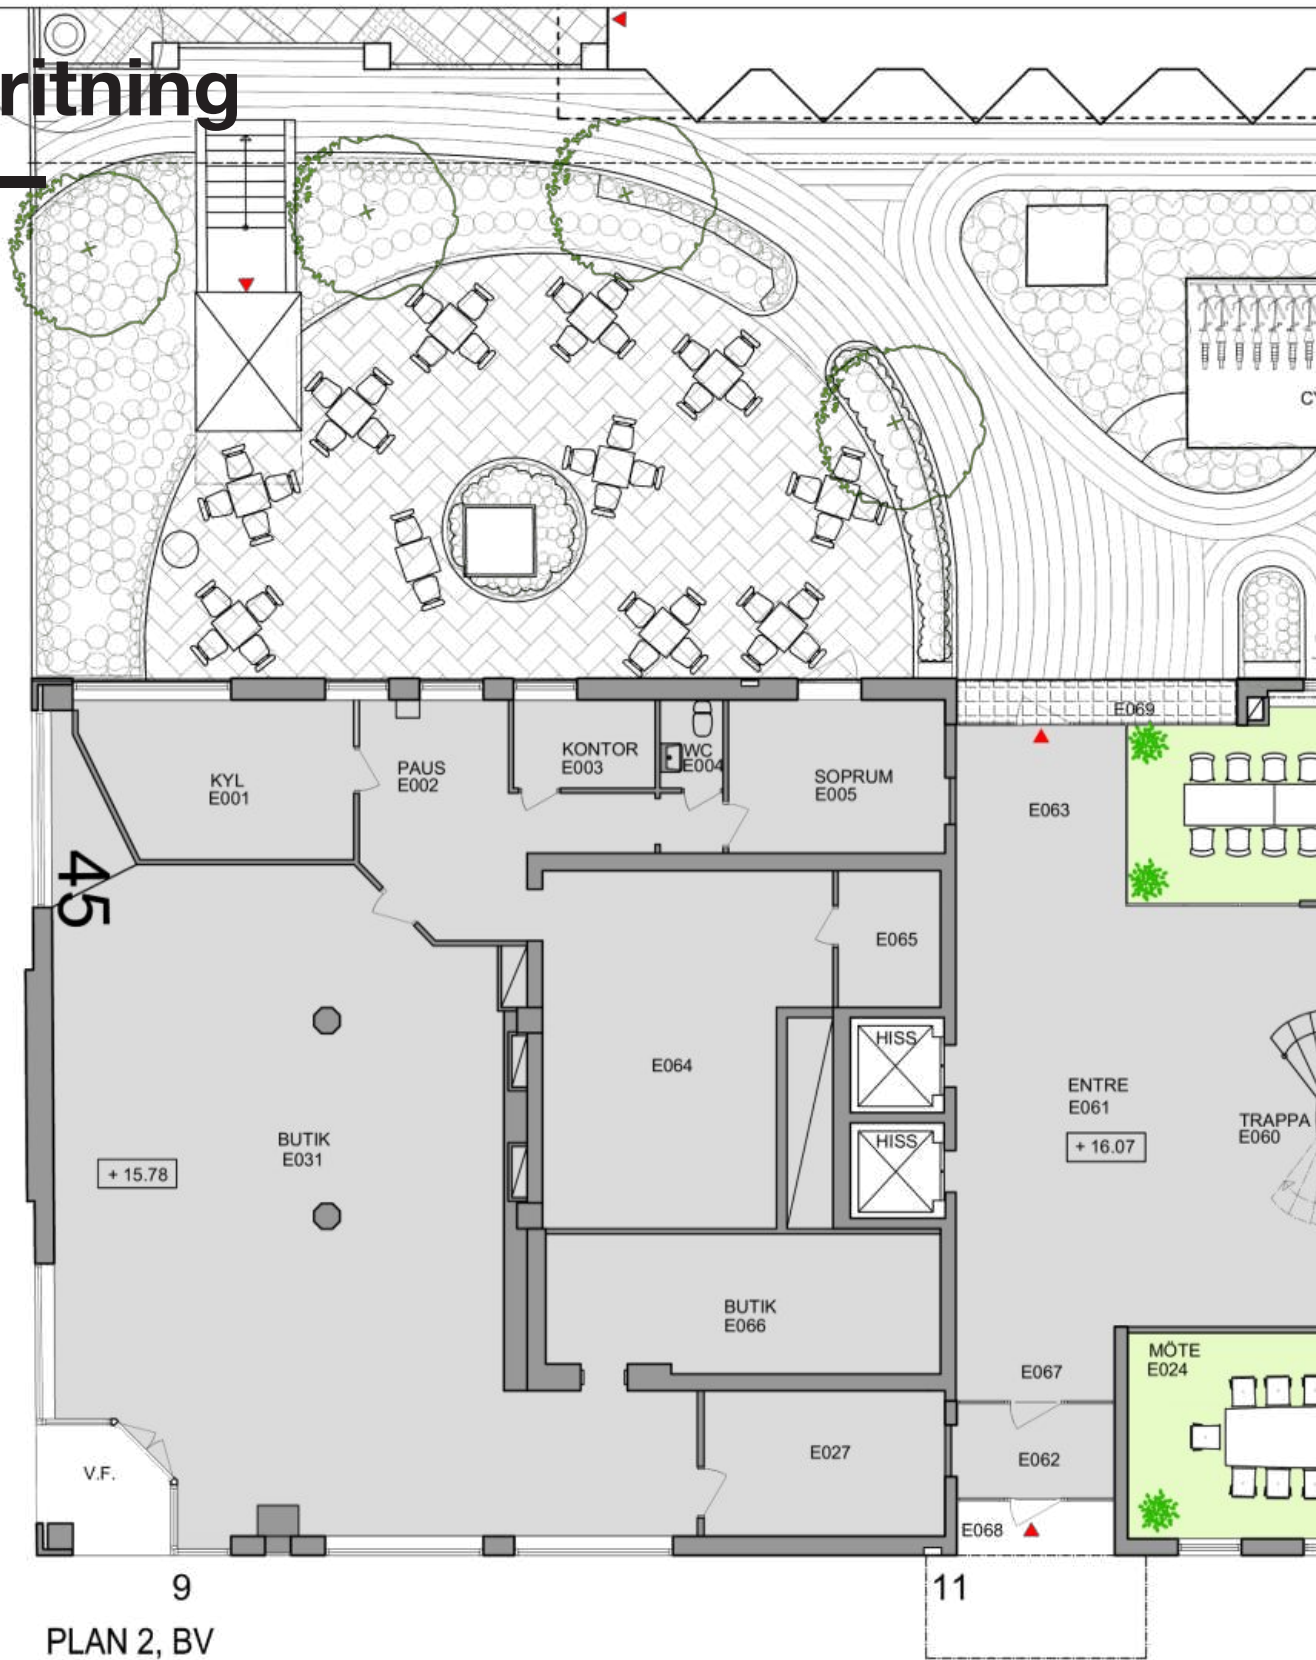 ritning
CY
E069
KYL
E001
PAUS
E002
KONTOR
E003
WC
E004
SOPRUM
E005
E063
45
E065
HISS
E064
ENTRE
E061
+ 16.07
TRAPPA
E060
HISS
BUTIK
E031
+ 15.78
BUTIK
E066
MÖTE
E024
E067
E027
E062
V.F.
E068
9
11
PLAN 2, BV